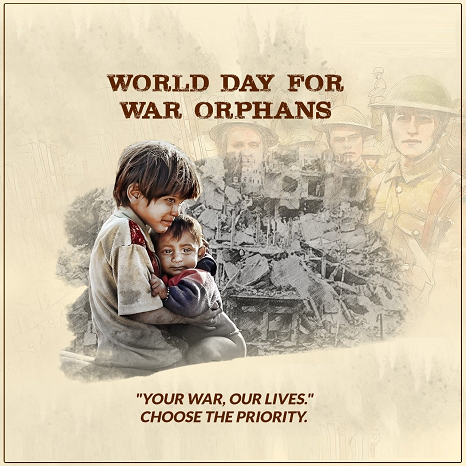 WORLD DAY FOR
WAR ORPHANS
"YOUR WAR, OUR LIVES."
CHOOSE THE PRIORITY.